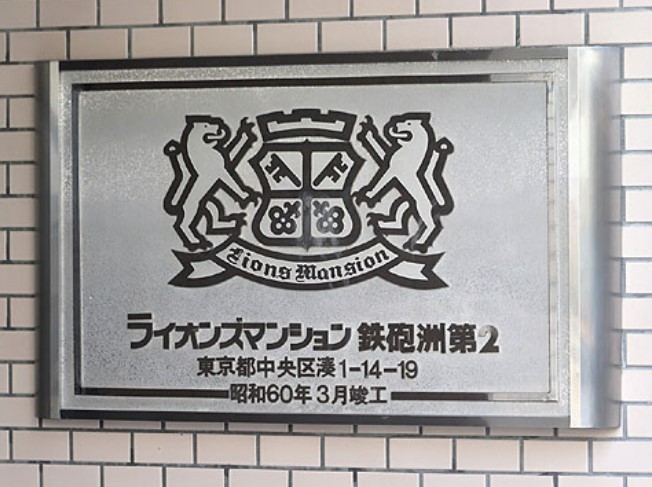 Lions Mansion
ライオンズマンション 鉄砲洲第2
東京都中央区湊1-14-19
昭和60年3月竣工